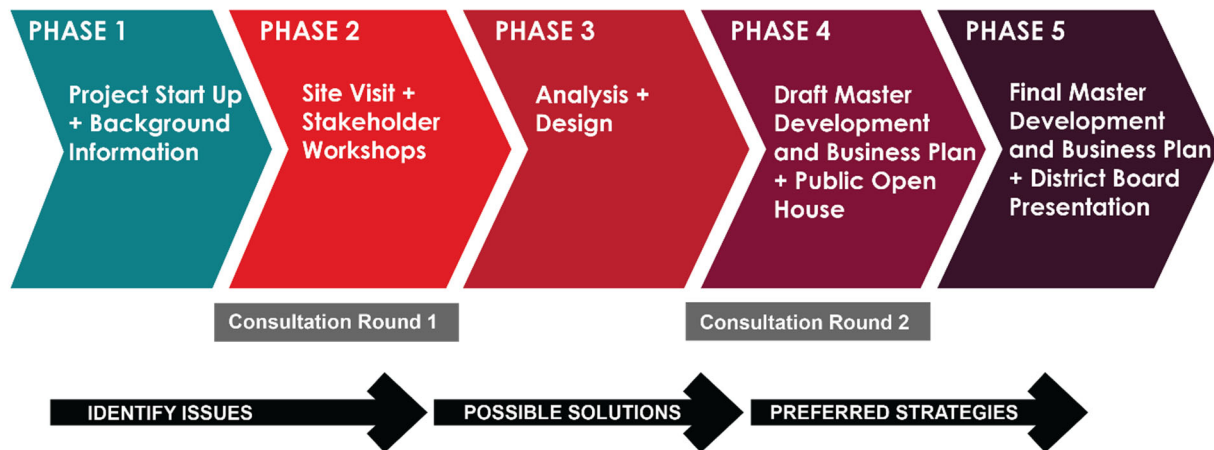 PHASE 1
Project Start Up
+ Background
Information
PHASE 2
Site Visit +
Stakeholder
Workshops
PHASE 3
Analysis +
Design
PHASE 4
Draft Master
Development
and Business Plan
+ Public Open
House
PHASE 5
Final Master
Development
and Business Plan
+ District Board
Presentation
Consultation Round 1
Consultation Round 2
IDENTIFY ISSUES
POSSIBLE SOLUTIONS
PREFERRED STRATEGIES